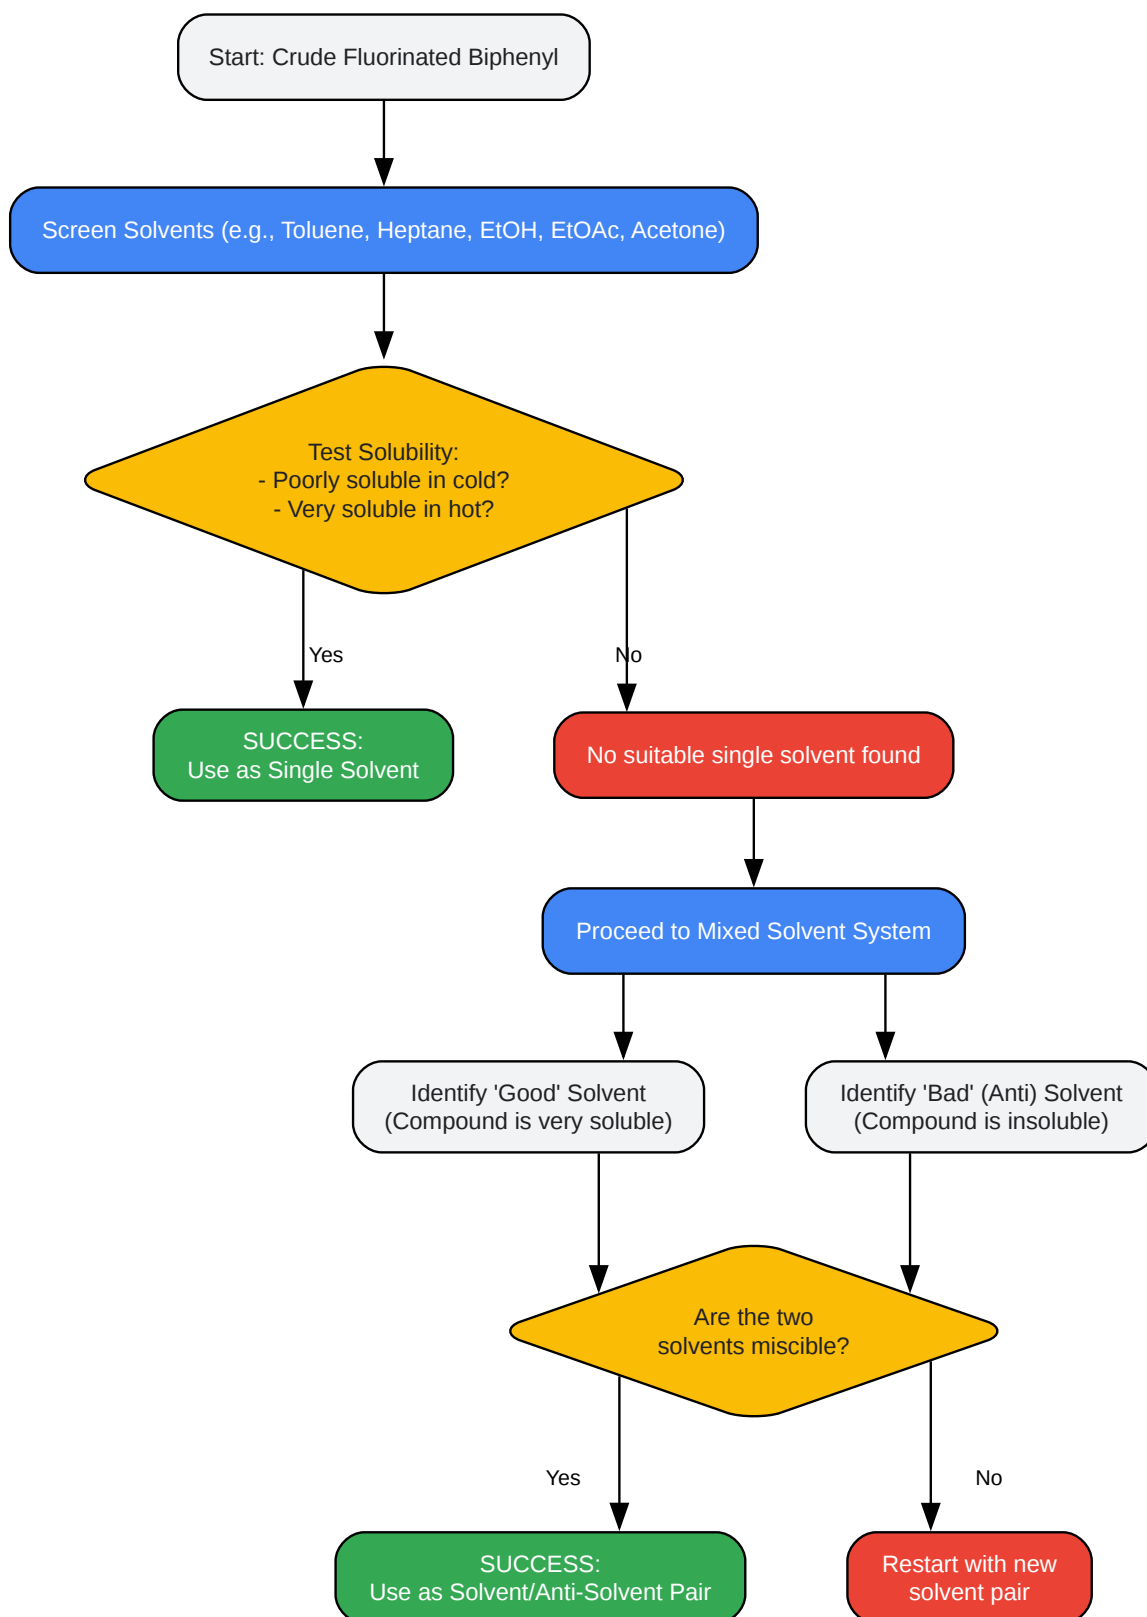 Start: Crude Fluorinated Biphenyl
Screen Solvents (e.g., Toluene, Heptane, EtOH, EtOAc, Acetone)
Test Solubility:
- Poorly soluble in cold?
- Very soluble in hot?
Yes
No
SUCCESS:
Use as Single Solvent
No suitable single solvent found
Proceed to Mixed Solvent System
Identify 'Good' Solvent
(Compound is very soluble)
Identify 'Bad' (Anti) Solvent
(Compound is insoluble)
Are the two
solvents miscible?
Yes
No
SUCCESS:
Use as Solvent/Anti-Solvent Pair
Restart with new
solvent pair